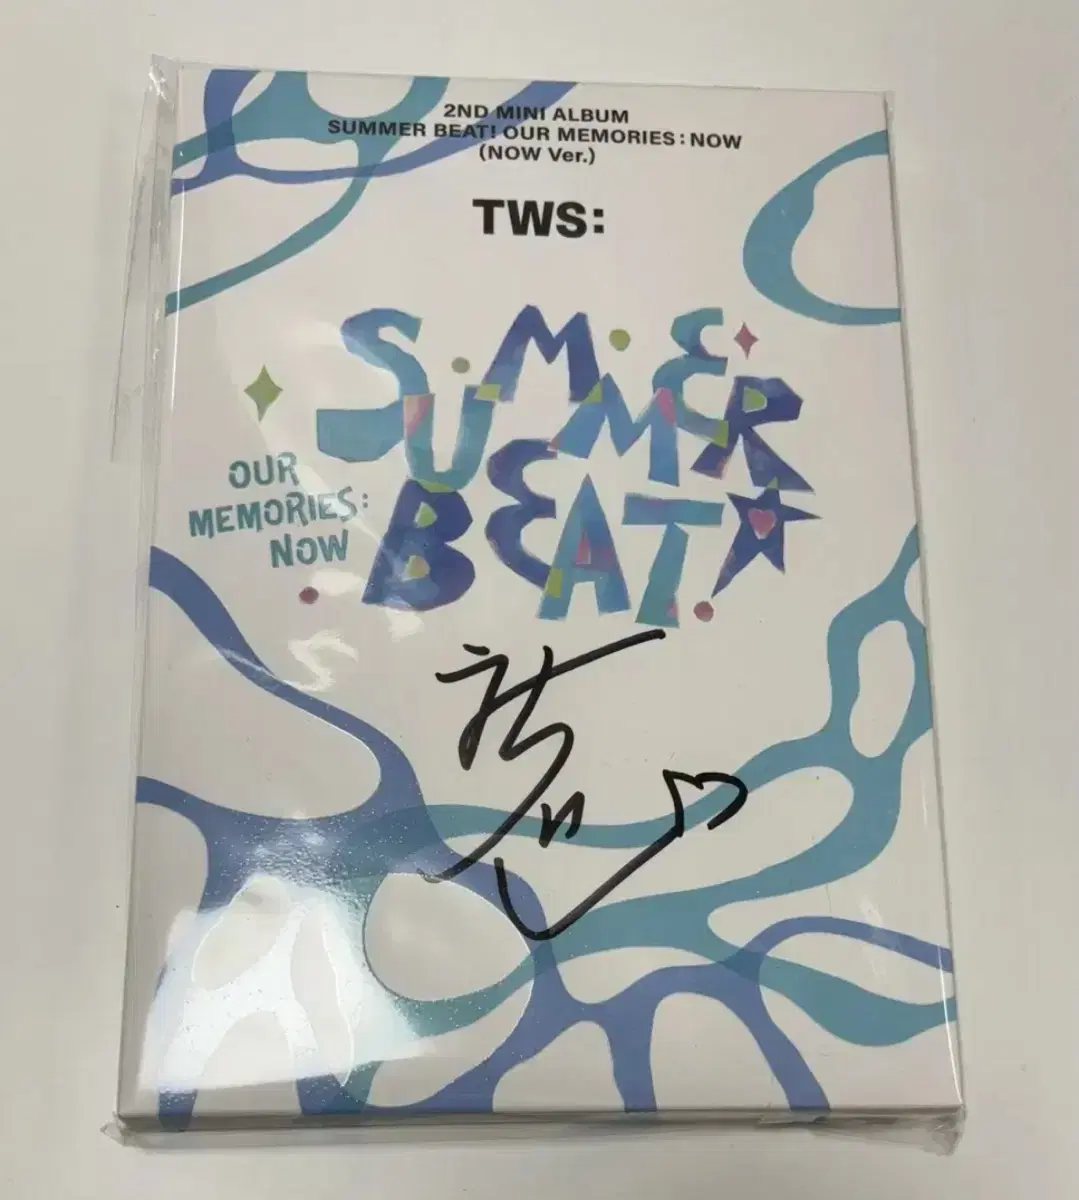 2ND MINI ALBUM
SUMMER BEAT! OUR MEMORIES : NOW
(NOW Ver.)
TWS:
SUMMER
BEAT!
OUR
MEMORIES:
NOW